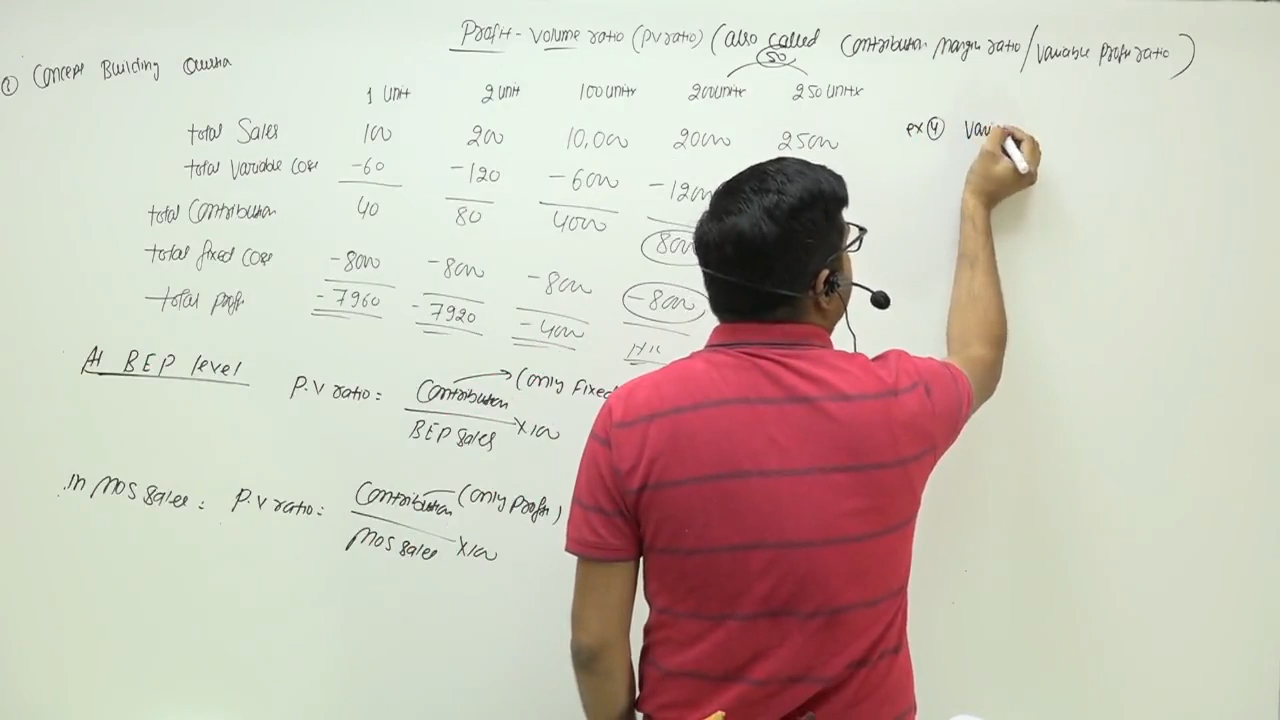 Profit - Volume ratio (PV ratio) (also called Contribution margin ratio / Variable Profit ratio)
① Concept Building
50
1 Unit 2 Unit 100 Units 200 Units 250 Units
total Sales 100 200 10,000 20000 25000
total Variable Cost -60 -120 -6000 -1200
total Contribution 40 80 4000 8000
total fixed Cost -8000 -8000 -8000 -8000
total profit -7960 -7920 -4000
At BEP level
P.V ratio = Contribution (only Fixed
BEP Sales ×100
in MOS Sales = P.V ratio = Contribution (only Profit)
MOS Sales ×100
ex ④ Vari